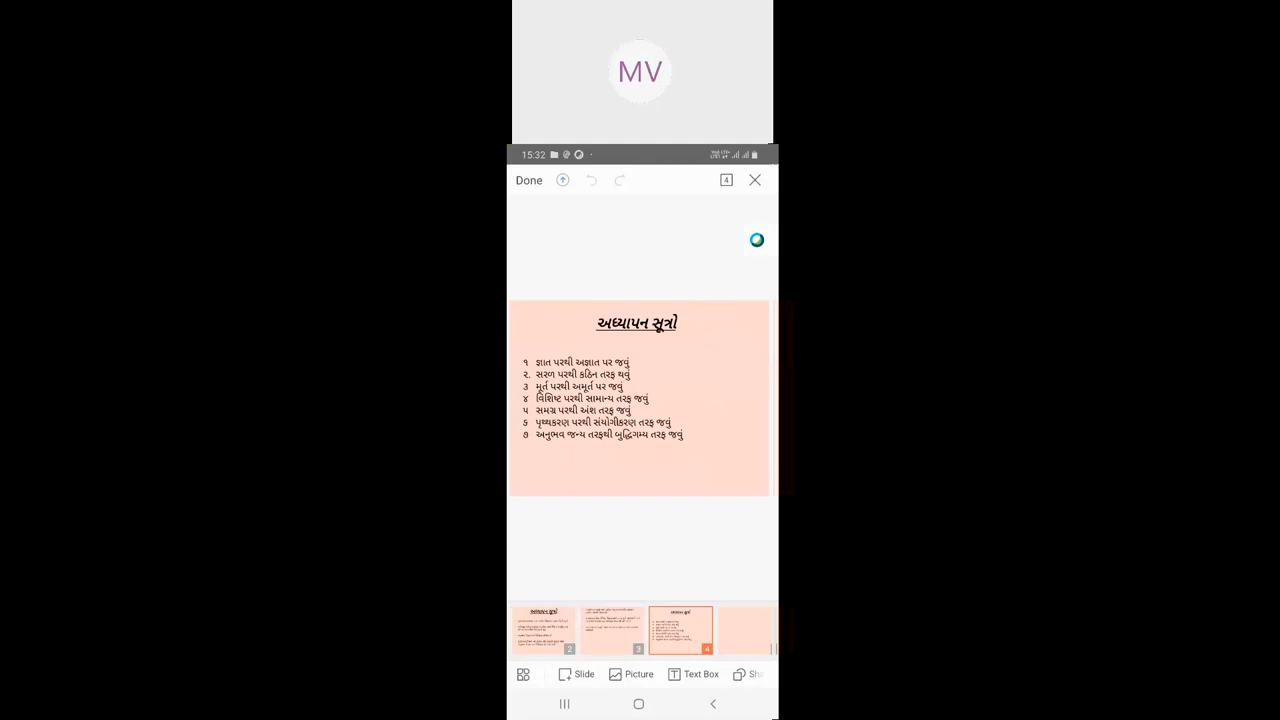 MV
15:32
Done
4
અધ્યાપન સૂત્રો
૧ જ્ઞાત પરથી અજ્ઞાત પર જવું
૨. સરળ પરથી કઠિન તરફ થવું
૩ મૂર્ત પરથી અમૂર્ત પર જવું
૪ વિશિષ્ટ પરથી સામાન્ય તરફ જવું
૫ સમગ્ર પરથી અંશ તરફ જવું
૬ પૃથ્થકરણ પરથી સંયોગીકરણ તરફ જવું
૭ અનુભવ જન્ય તરફથી બુદ્ધિગમ્ય તરફ જવું
2
3
4
Slide
Picture
Text Box